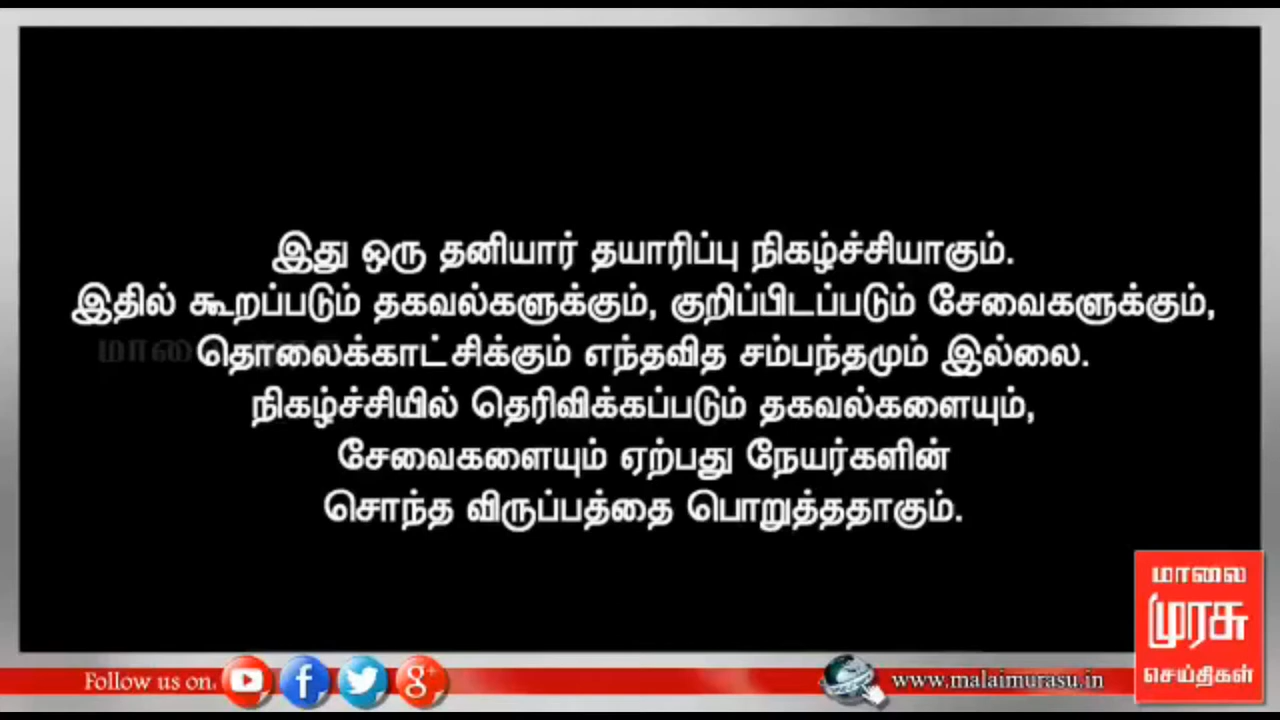 இது ஒரு தனியார் தயாரிப்பு நிகழ்ச்சியாகும்.
இதில் கூறப்படும் தகவல்களுக்கும், குறிப்பிடப்படும் சேவைகளுக்கும்,
தொலைக்காட்சிக்கும் எந்தவித சம்பந்தமும் இல்லை.
நிகழ்ச்சியில் தெரிவிக்கப்படும் தகவல்களையும்,
சேவைகளையும் ஏற்பது நேயர்களின்
சொந்த விருப்பத்தை பொறுத்ததாகும்.
மாலை
முரசு
செய்திகள்
Follow us on. f g+ www.malaimurasu.in